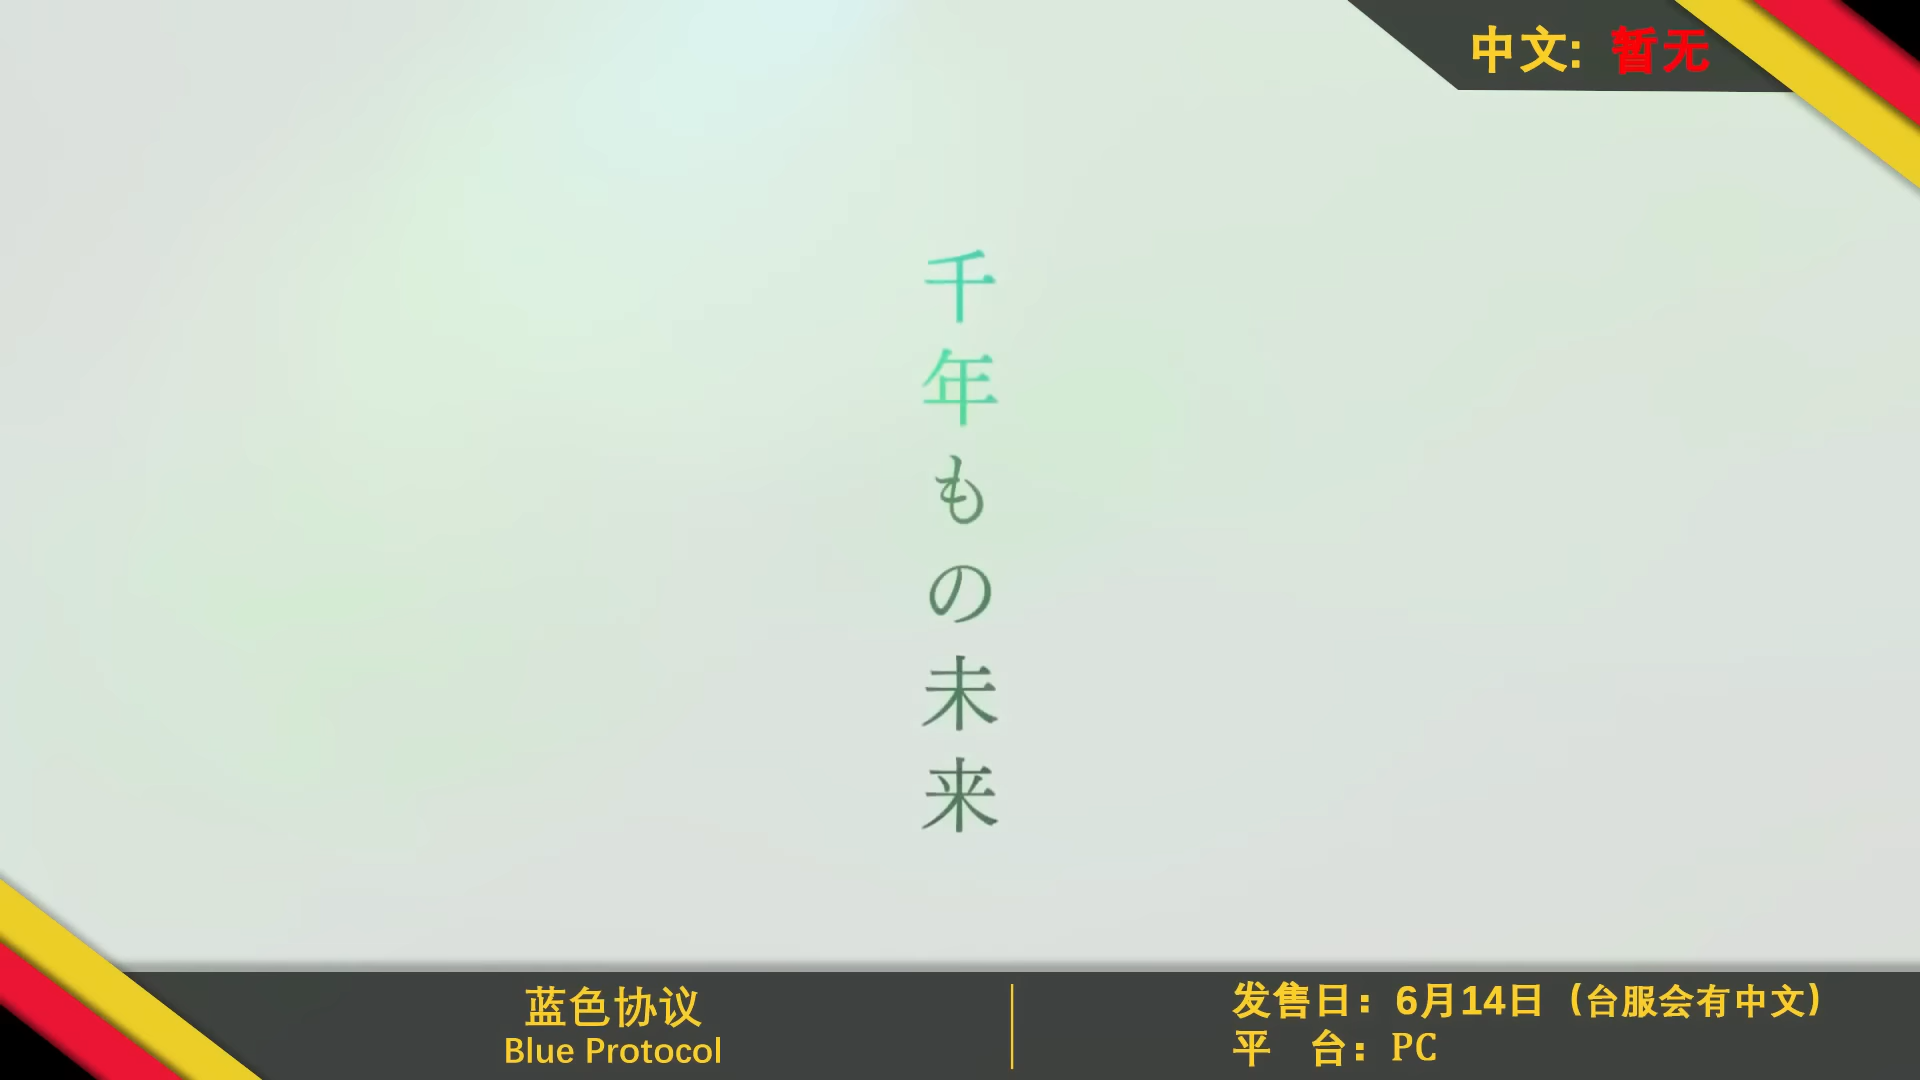 中文: 暂无
千年もの未来
蓝色协议
Blue Protocol
发售日：6月14日（台服会有中文）
平 台：PC